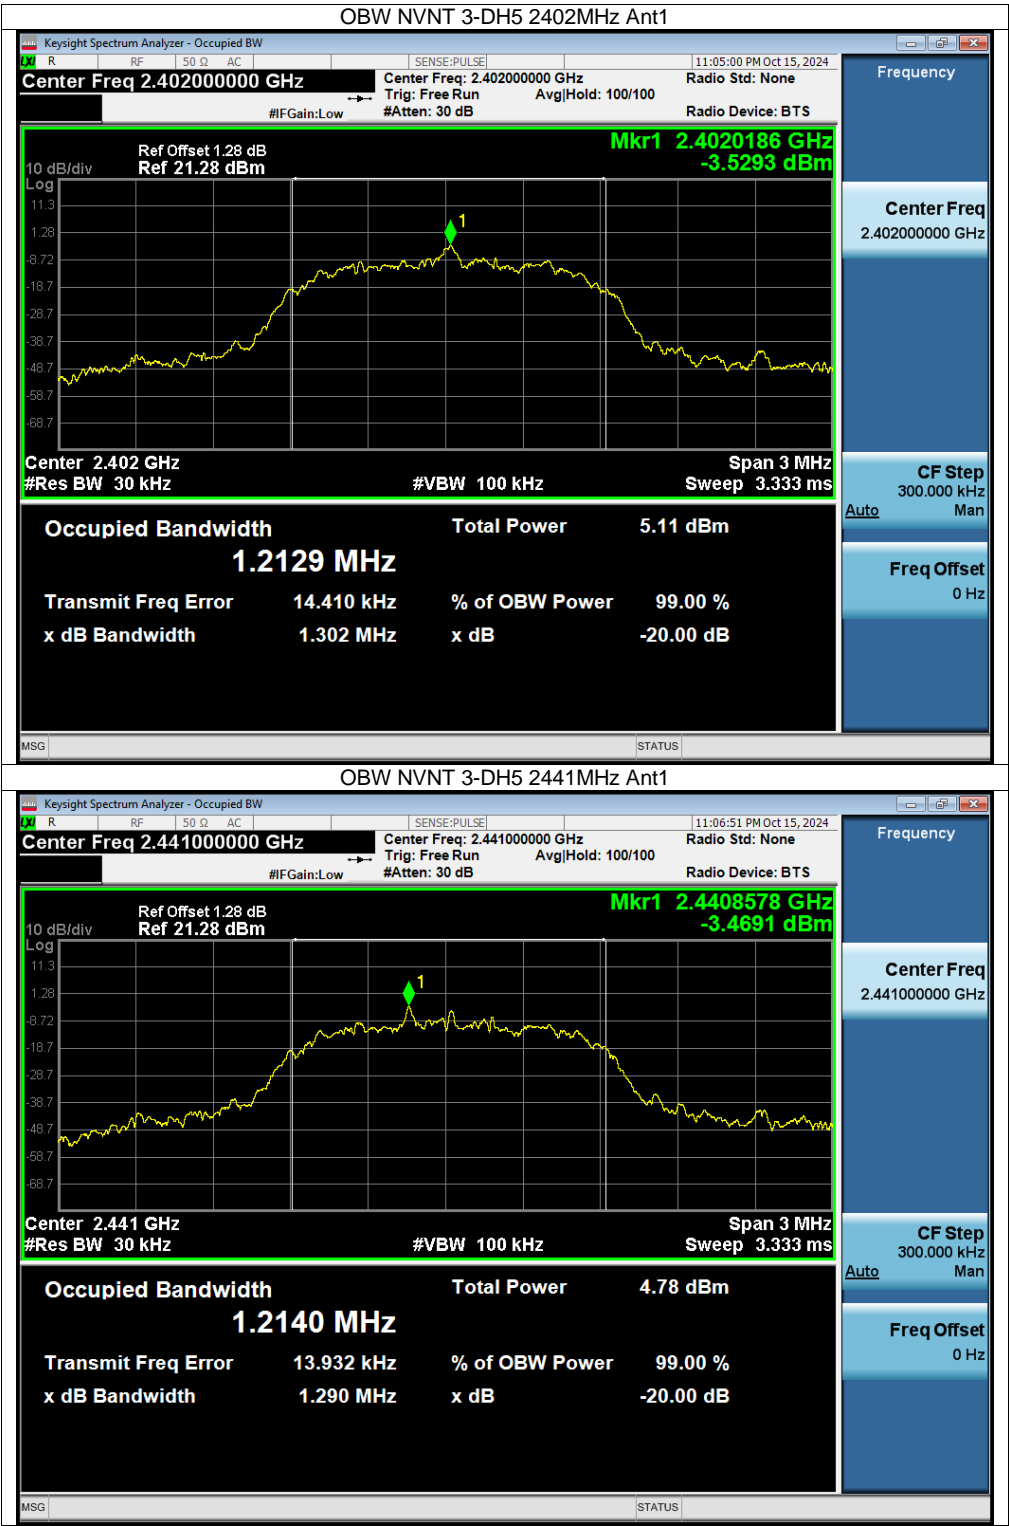 OBW NVNT 3-DH5 2402MHz Ant1
Keysight Spectrum Analyzer - Occupied BW
LXI R RF 50 Ω AC SENSE:PULSE 11:05:00 PM Oct 15, 2024
Center Freq 2.402000000 GHz
Center Freq: 2.402000000 GHz
Radio Std: None
Trig: Free Run Avg|Hold: 100/100
#IFGain:Low
#Atten: 30 dB
Radio Device: BTS
Mkr1 2.4020186 GHz
-3.5293 dBm
Ref Offset 1.28 dB
10 dB/div Ref 21.28 dBm
Log
11.3
1
1.28
-8.72
-18.7
-28.7
-38.7
-48.7
-58.7
-68.7
Center 2.402 GHz Span 3 MHz
#Res BW 30 kHz #VBW 100 kHz Sweep 3.333 ms
Occupied Bandwidth Total Power 5.11 dBm
1.2129 MHz
Transmit Freq Error 14.410 kHz % of OBW Power 99.00 %
x dB Bandwidth 1.302 MHz x dB -20.00 dB
MSG STATUS
Frequency
Center Freq
2.402000000 GHz
CF Step
300.000 kHz
Auto Man
Freq Offset
0 Hz
OBW NVNT 3-DH5 2441MHz Ant1
Keysight Spectrum Analyzer - Occupied BW
LXI R RF 50 Ω AC SENSE:PULSE 11:06:51 PM Oct 15, 2024
Center Freq 2.441000000 GHz
Center Freq: 2.441000000 GHz
Radio Std: None
Trig: Free Run Avg|Hold: 100/100
#IFGain:Low
#Atten: 30 dB
Radio Device: BTS
Mkr1 2.4408578 GHz
-3.4691 dBm
Ref Offset 1.28 dB
10 dB/div Ref 21.28 dBm
Log
11.3
1
1.28
-8.72
-18.7
-28.7
-38.7
-48.7
-58.7
-68.7
Center 2.441 GHz Span 3 MHz
#Res BW 30 kHz #VBW 100 kHz Sweep 3.333 ms
Occupied Bandwidth Total Power 4.78 dBm
1.2140 MHz
Transmit Freq Error 13.932 kHz % of OBW Power 99.00 %
x dB Bandwidth 1.290 MHz x dB -20.00 dB
MSG STATUS
Frequency
Center Freq
2.441000000 GHz
CF Step
300.000 kHz
Auto Man
Freq Offset
0 Hz